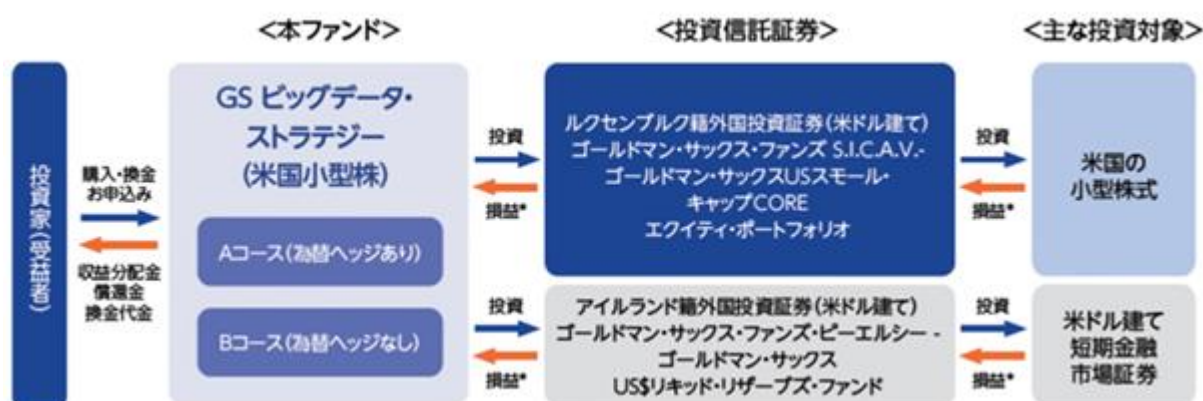 <本ファンド>
<投資信託証券>
<主な投資対象>
投資家(受益者)
購入・換金
お申込み
収益分配金
償還金
換金代金
GS ビッグデータ・
ストラテジー
(米国小型株)
Aコース(為替ヘッジあり)
Bコース(為替ヘッジなし)
投資
損益*
ルクセンブルク籍外国投資証券(米ドル建て)
ゴールドマン・サックス・ファンズ S.I.C.A.V.-
ゴールドマン・サックスUSスモール・
キャップCORE
エクイティ・ポートフォリオ
投資
損益*
米国の
小型株式
投資
損益*
アイルランド籍外国投資証券(米ドル建て)
ゴールドマン・サックス・ファンズ・ピーエルシー -
ゴールドマン・サックス
US$リキッド・リザーブズ・ファンド
投資
損益*
米ドル建て
短期金融
市場証券